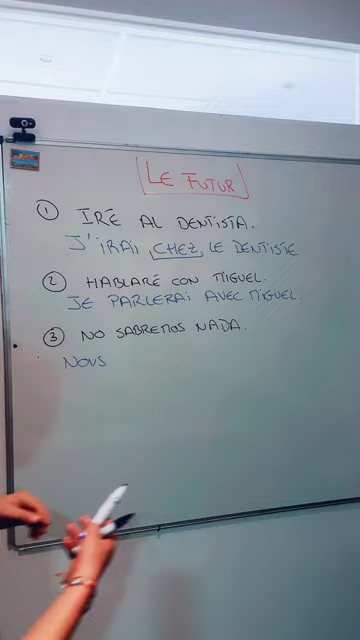 LE FUTUR
① IRÉ AL DENTISTA.
J'IRAI CHEZ LE DENTISTE
② HABLARÉ CON MIGUEL.
JE PARLERAI AVEC MIGUEL.
③ NO SABREMOS NADA.
NOUS